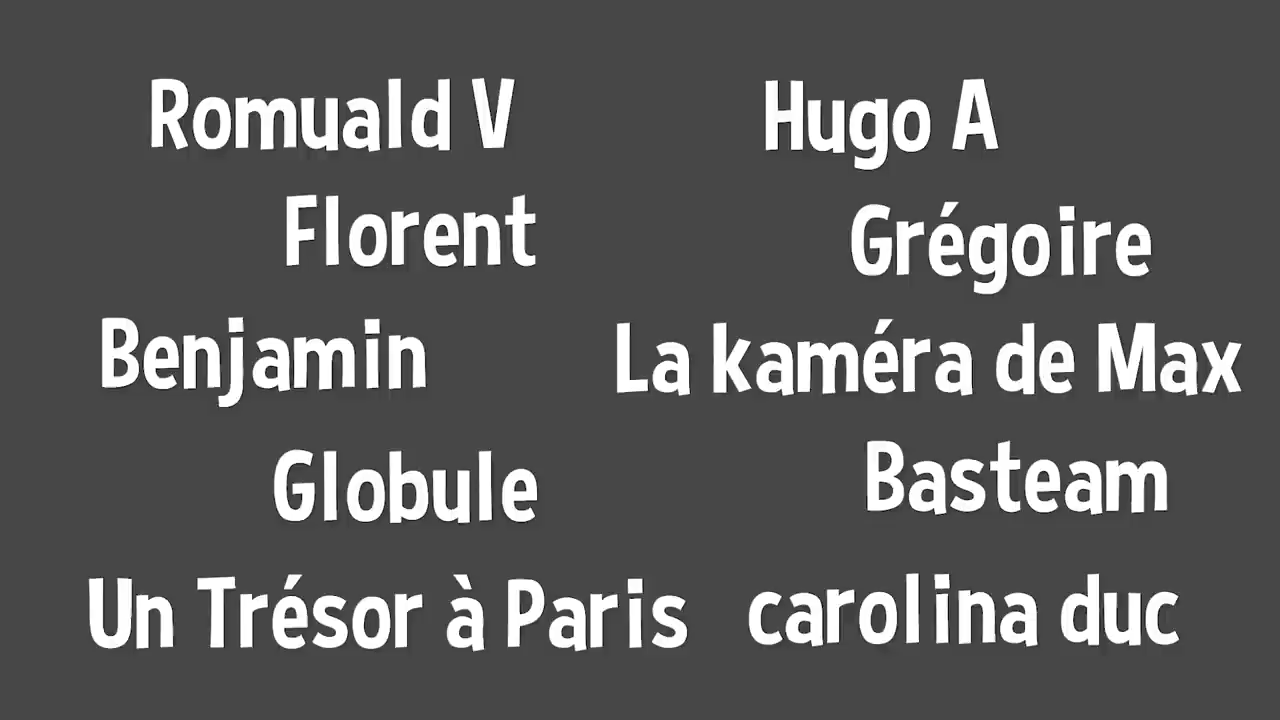 Romuald V
Hugo A
Florent
Grégoire
Benjamin
La kaméra de Max
Globule
Basteam
Un Trésor à Paris
carolina duc